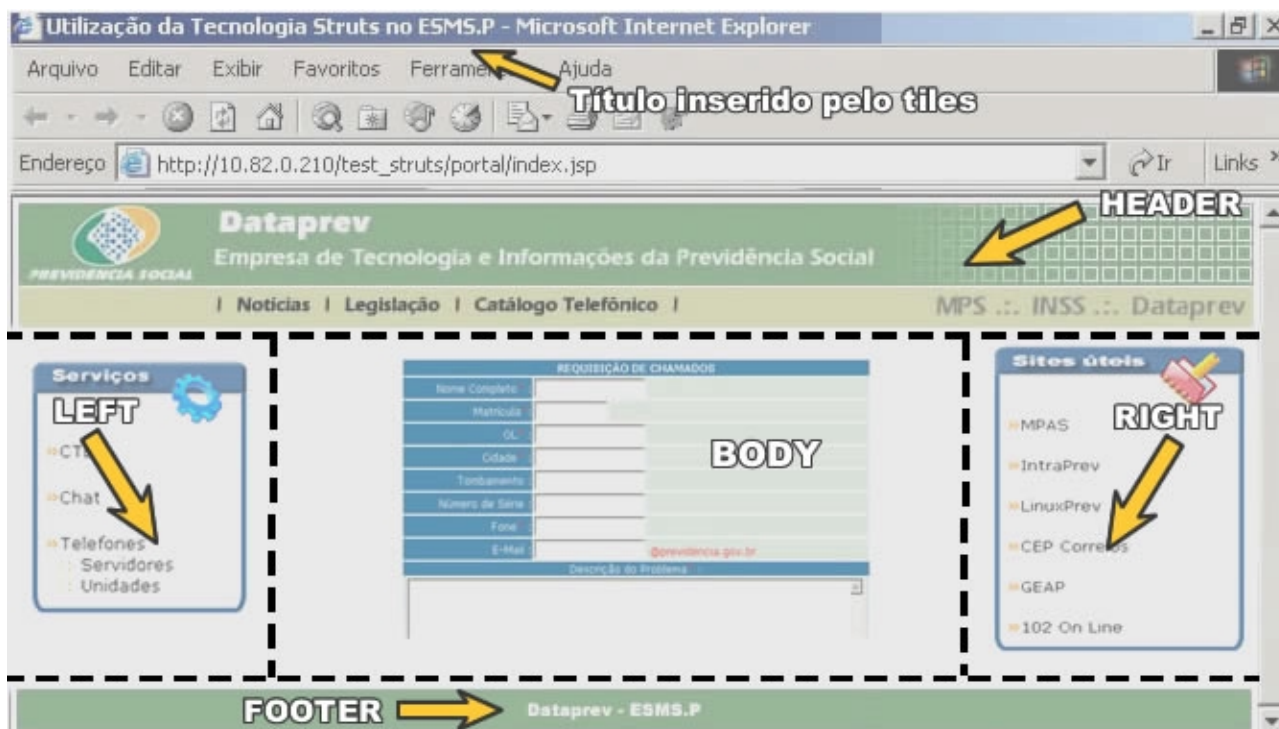 Utilização da Tecnologia Struts no ESMS.P - Microsoft Internet Explorer
Arquivo Editar Exibir Favoritos Ajuda
Título inserido pelo tiles
Endereço http://10.82.0.210/test_struts/portal/index.jsp Ir Links
HEADER
Dataprev
Empresa de Tecnologia e Informações da Previdência Social
PREVIDÊNCIA SOCIAL
| Notícias | Legislação | Catálogo Telefônico |
MPS .:. INSS .:. Dataprev
Serviços
LEFT
Chat
Telefones
Servidores
Unidades
REQUISIÇÃO DE CHAMADOS
Nome Completo :
Matrícula :
OL :
Cidade :
Tombamento :
Número de Série :
Fone :
E-Mail : @previdencia.gov.br
Descrição do Problema :
BODY
Sites úteis
RIGHT
MPAS
IntraPrev
LinuxPrev
CEP Correios
GEAP
102 On Line
FOOTER
Dataprev - ESMS.P